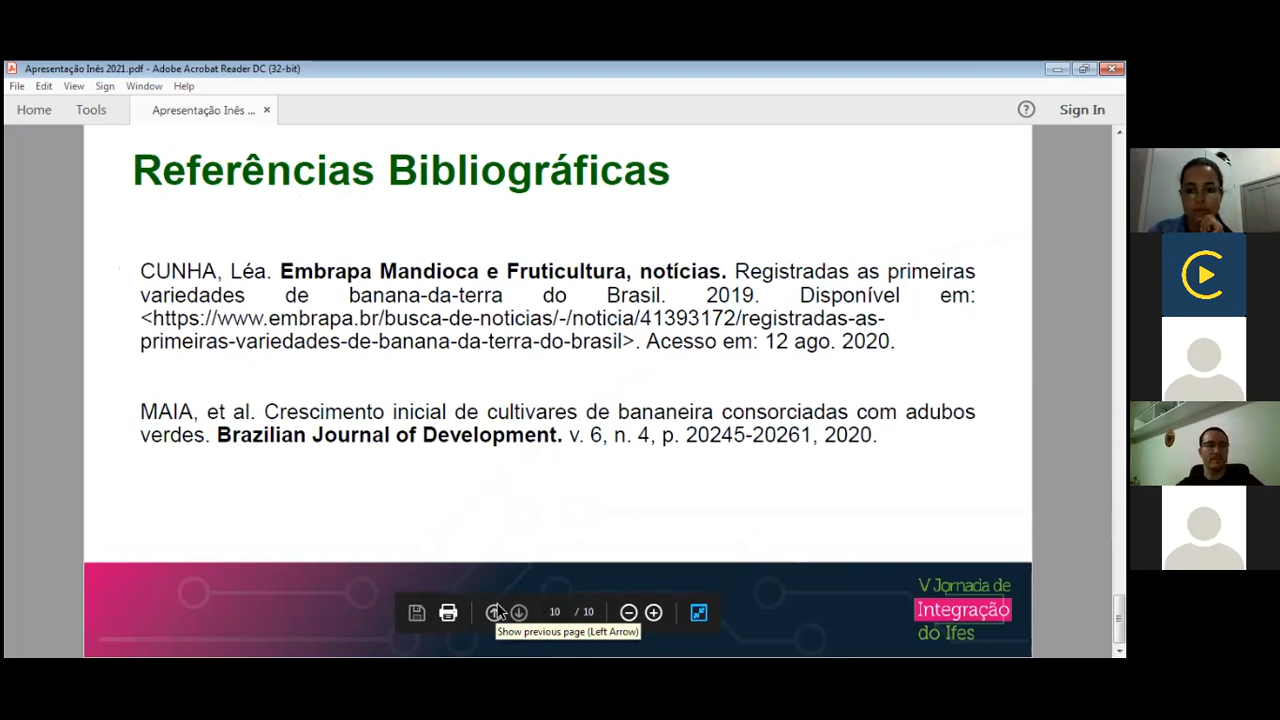 Apresentação Inês 2021.pdf - Adobe Acrobat Reader DC (32-bit)
File Edit View Sign Window Help
Home Tools Apresentação Inês ... × ? Sign In
Referências Bibliográficas
CUNHA, Léa. Embrapa Mandioca e Fruticultura, notícias. Registradas as primeiras
variedades de banana-da-terra do Brasil. 2019. Disponível em:
<https://www.embrapa.br/busca-de-noticias/-/noticia/41393172/registradas-as-
primeiras-variedades-de-banana-da-terra-do-brasil>. Acesso em: 12 ago. 2020.
MAIA, et al. Crescimento inicial de cultivares de bananeira consorciadas com adubos
verdes. Brazilian Journal of Development. v. 6, n. 4, p. 20245-20261, 2020.
V Jornada de
Integração
do Ifes
10 / 10
Show previous page (Left Arrow)